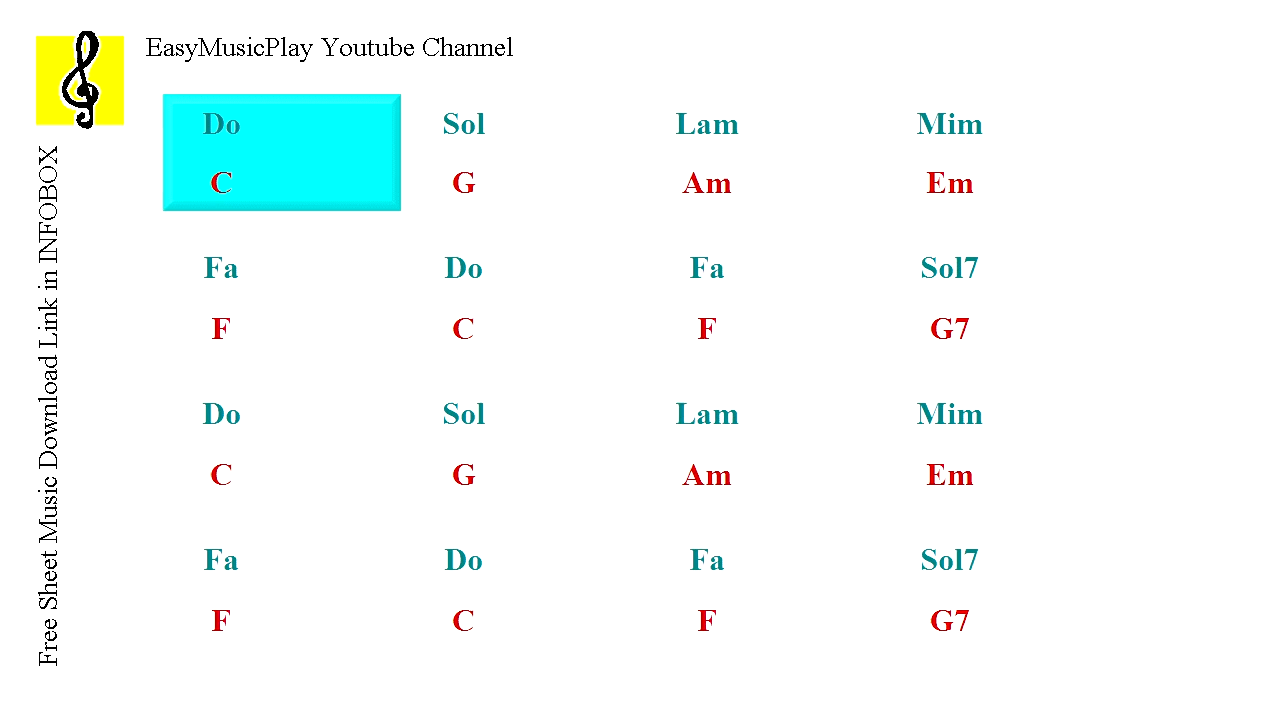 EasyMusicPlay Youtube Channel
Free Sheet Music Download Link in INFOBOX
Do Sol Lam Mim
C G Am Em
Fa Do Fa Sol7
F C F G7
Do Sol Lam Mim
C G Am Em
Fa Do Fa Sol7
F C F G7